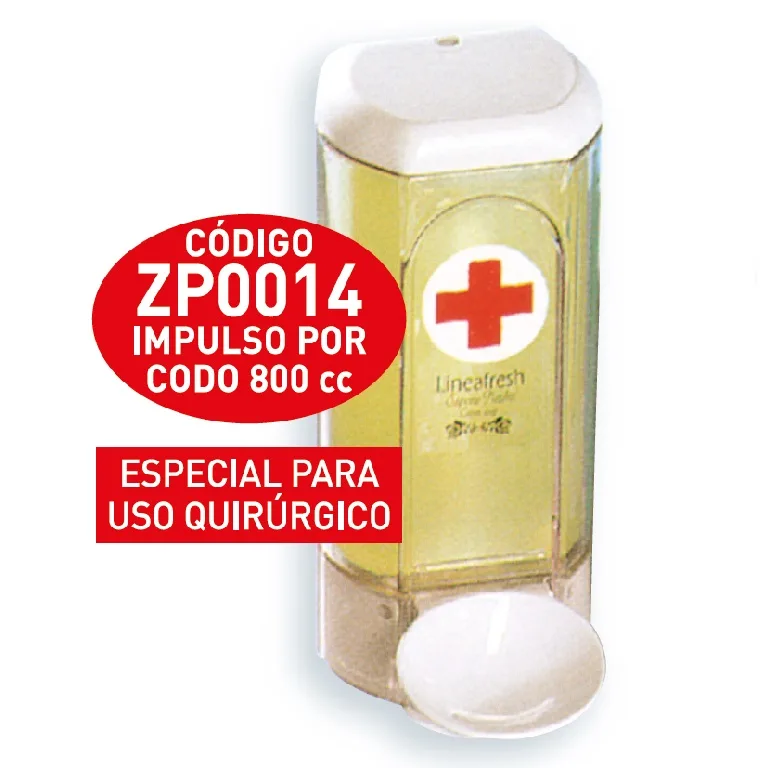 CÓDIGO
ZP0014
IMPULSO POR
CODO 800 cc
ESPECIAL PARA
USO QUIRÚRGICO
Lineafresh